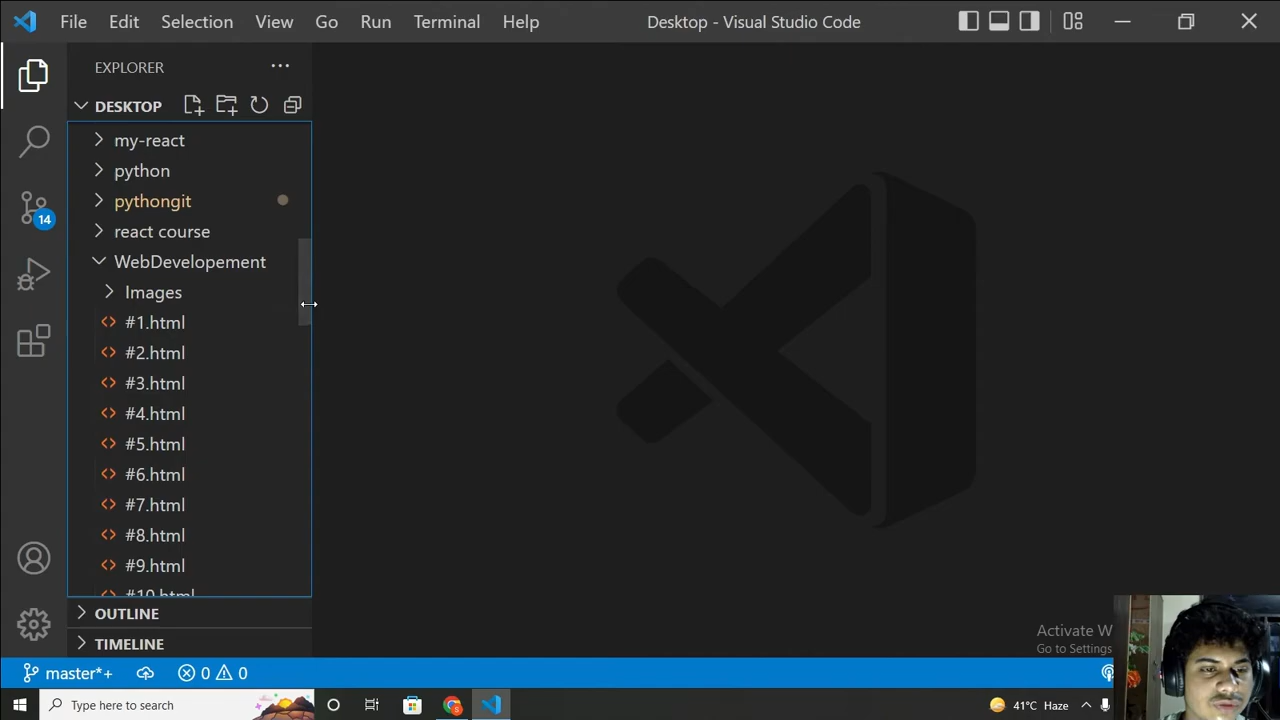 File Edit Selection View Go Run Terminal Help Desktop - Visual Studio Code
EXPLORER
DESKTOP
my-react
python
pythongit
react course
14
WebDevelopement
Images
#1.html
#2.html
#3.html
#4.html
#5.html
#6.html
#7.html
#8.html
#9.html
#10.html
OUTLINE
Activate W
TIMELINE
Go to Settings
master*+ 0 0
Type here to search 41°C Haze